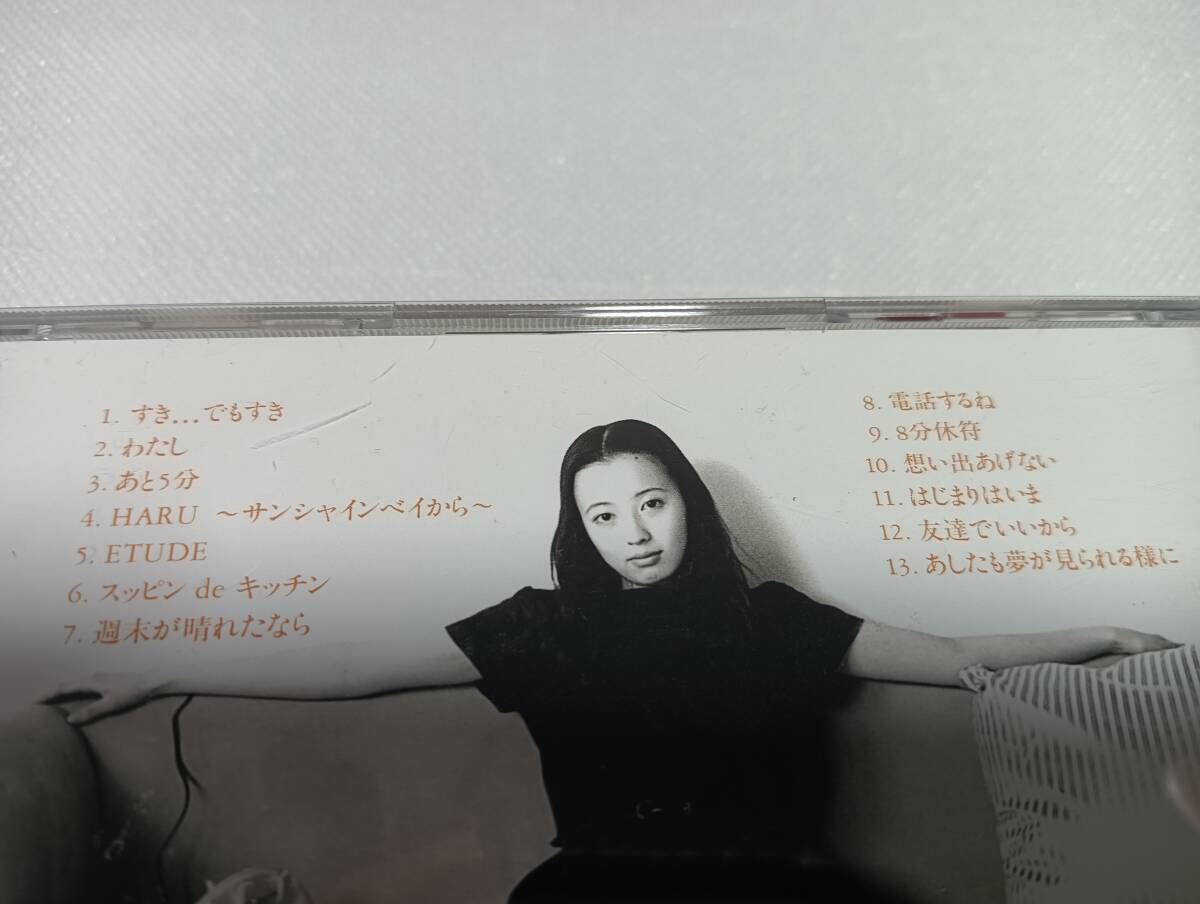 1. すき...でもすき
2. わたし
3. あと5分
4. HARU ～サンシャインベイから～
5. ETUDE
6. スッピン de キッチン
7. 週末が晴れたなら
8. 電話するね
9. 8分休符
10. 想い出あげない
11. はじまりはいま
12. 友達でいいから
13. あしたも夢が見られる様に